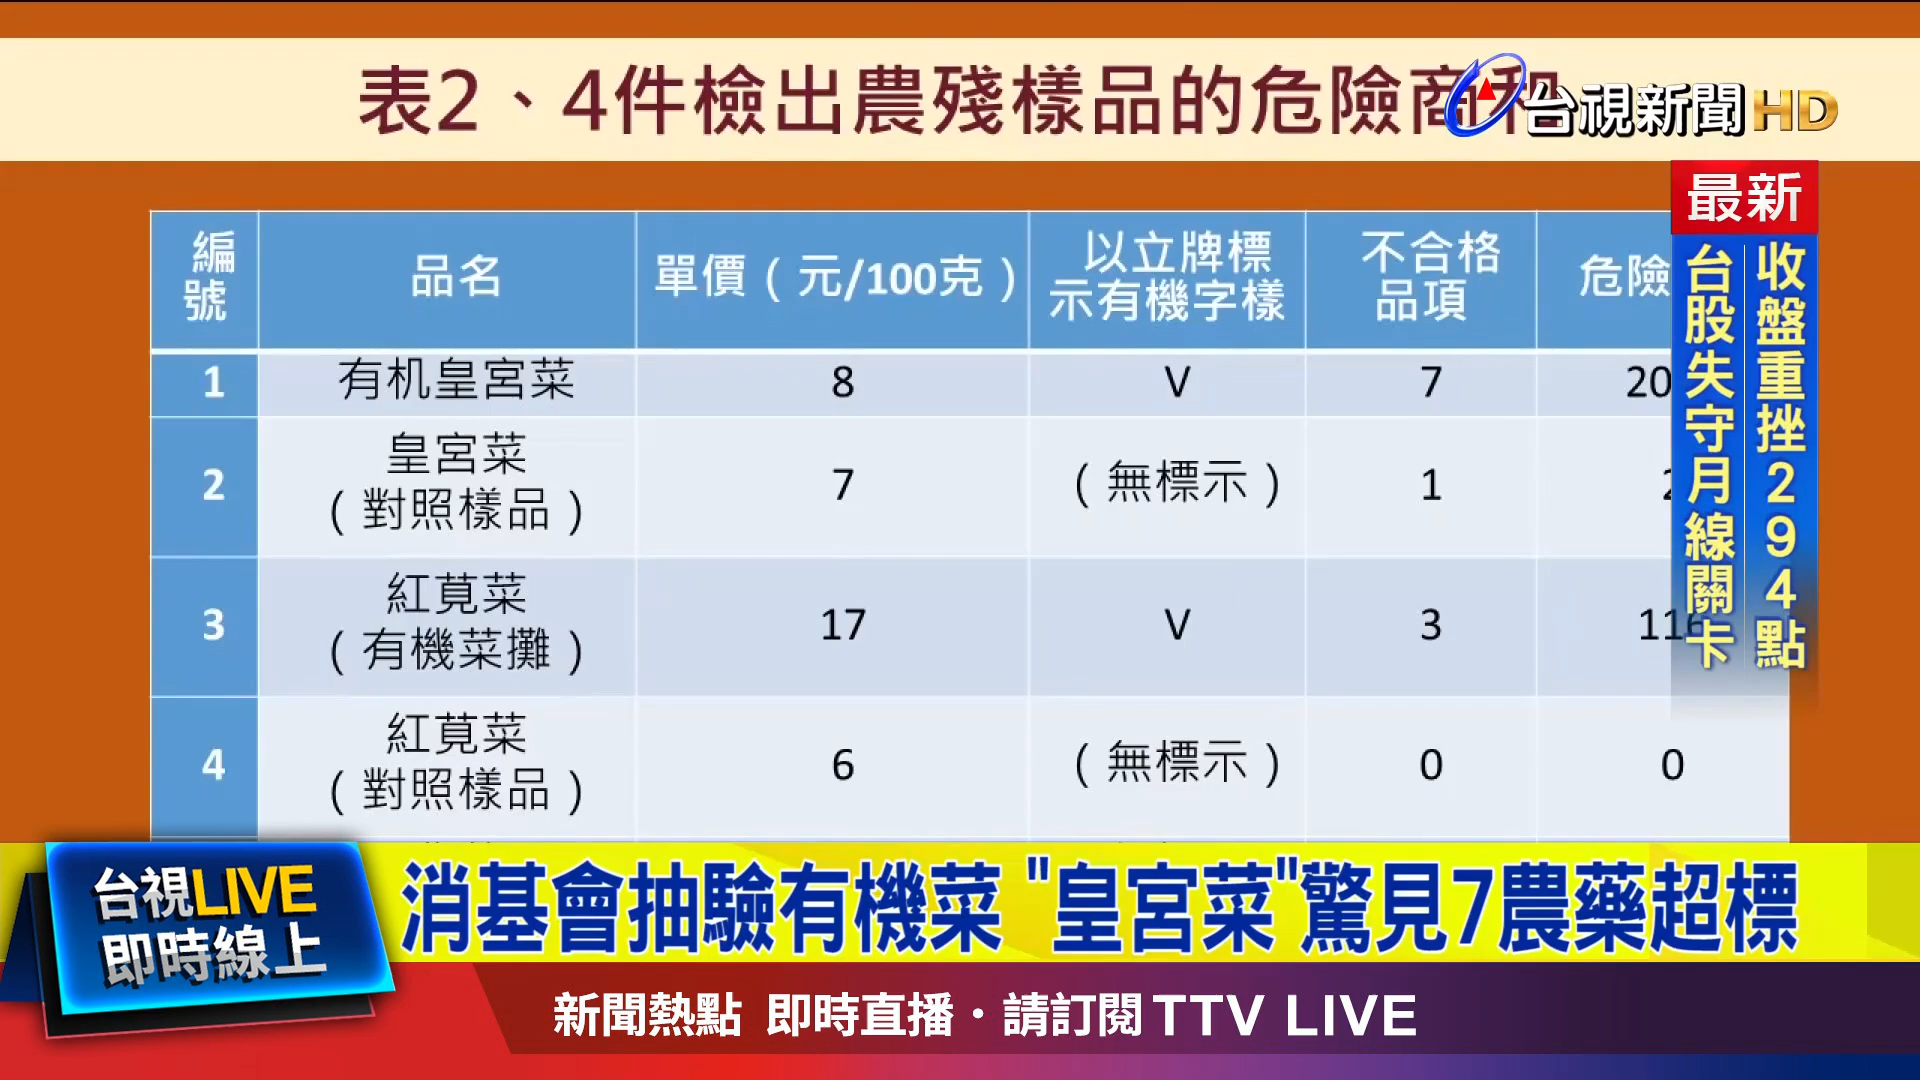 表2、4件檢出農殘樣品的危險商和
台視新聞HD
最新
收盤重挫294點
台股失守月線關卡
編號 品名 單價（元/100克） 以立牌標示有機字樣 不合格品項 危險
1 有机皇宮菜 8 V 7 20
2 皇宮菜（對照樣品） 7 （無標示） 1
3 紅莧菜（有機菜攤） 17 V 3 116
4 紅莧菜（對照樣品） 6 （無標示） 0 0
台視LIVE
即時線上
消基會抽驗有機菜 "皇宮菜"驚見7農藥超標
新聞熱點 即時直播・請訂閱TTV LIVE